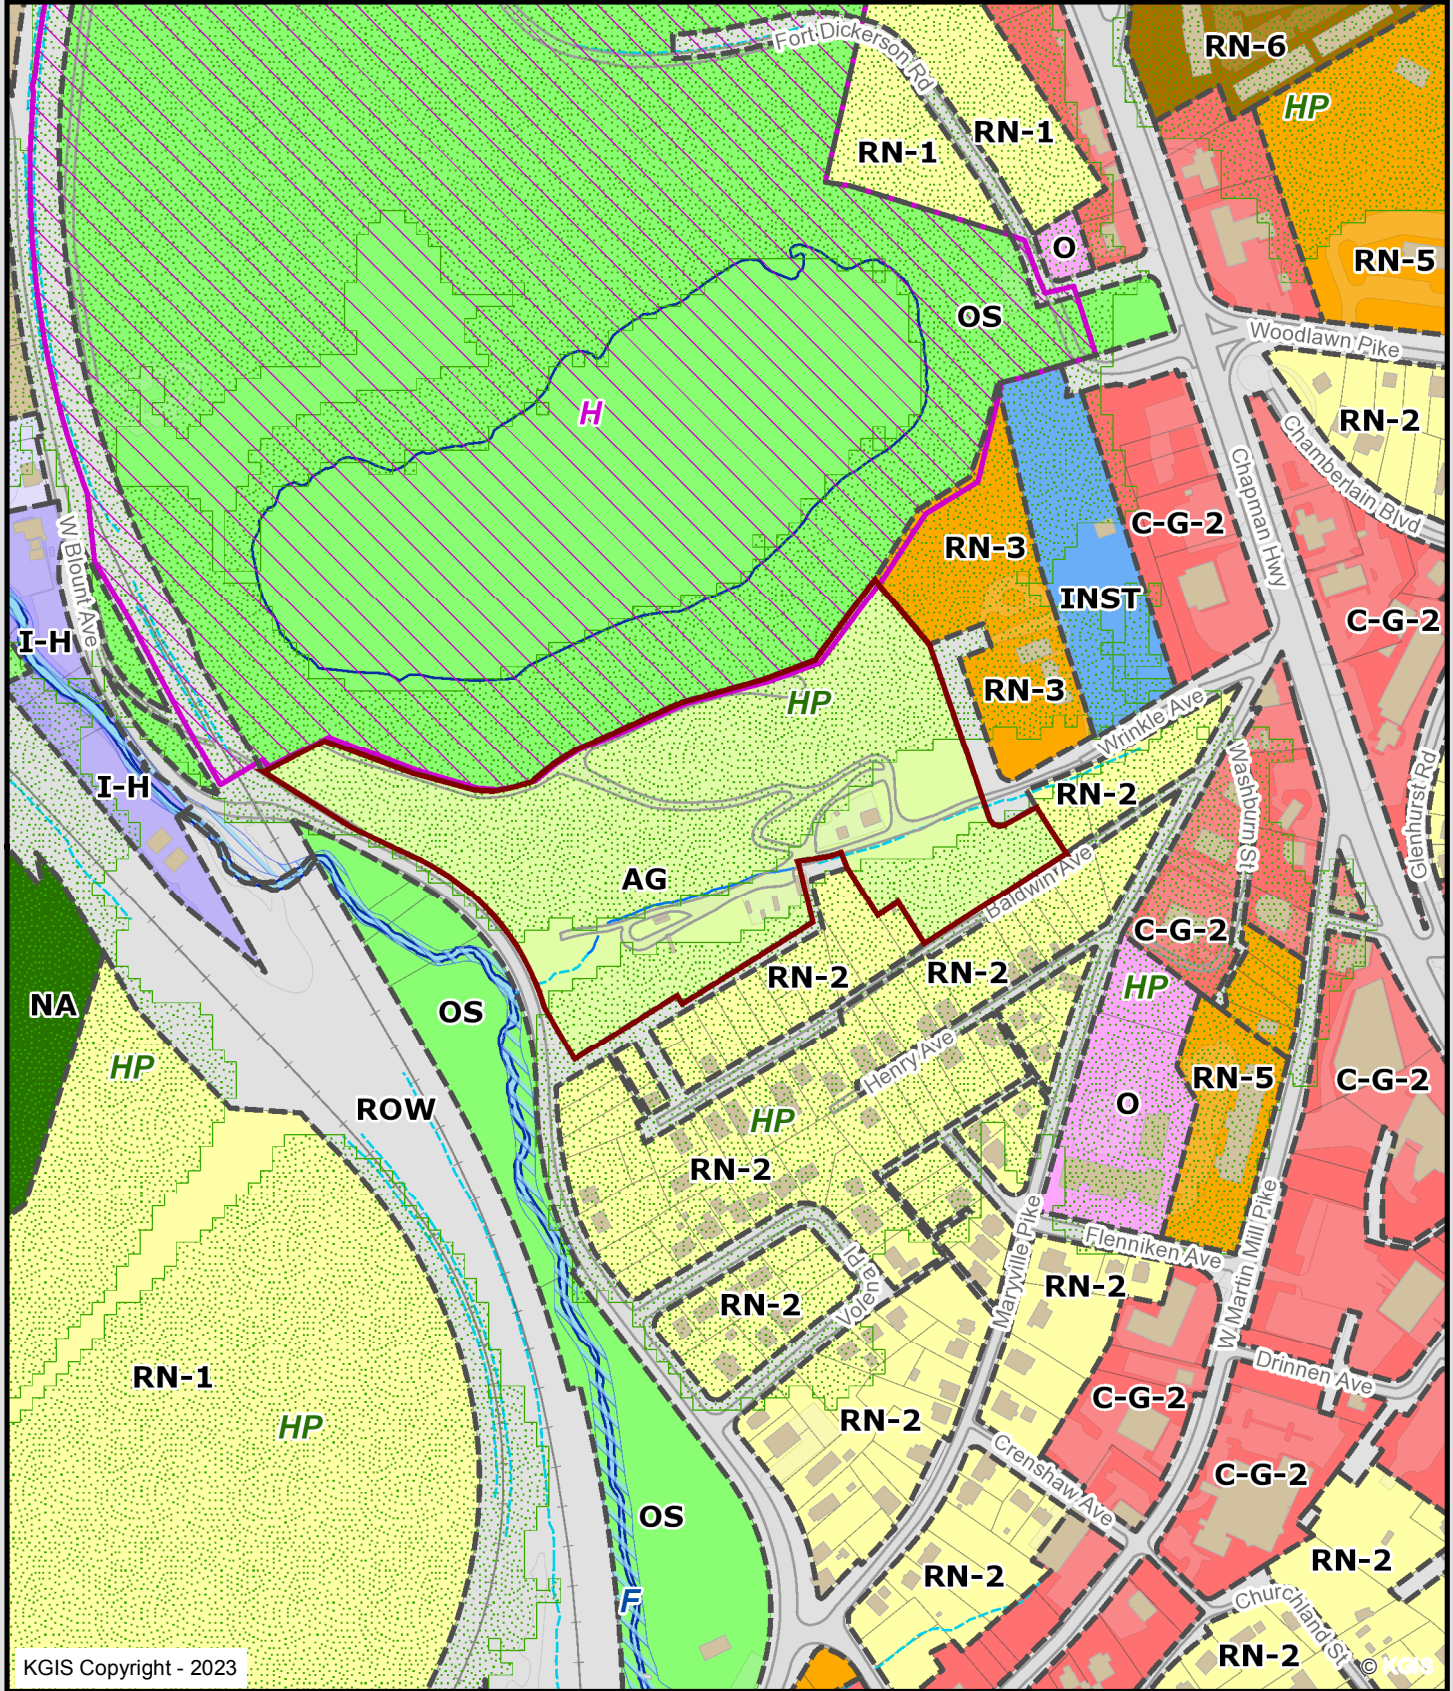 Fort Dickerson Rd
RN-6
HP
RN-1
RN-1
O
RN-5
OS
Woodlawn Pike
H
RN-2
Chamberlain Blvd
Chapman Hwy
C-G-2
RN-3
W Blount Ave
INST
I-H
C-G-2
RN-3
HP
Wrinkle Ave
I-H
RN-2
Washburn St
Glenhurst Rd
AG
Baldwin Ave
C-G-2
RN-2
RN-2
HP
NA
OS
HP
Henry Ave
RN-5
C-G-2
ROW
O
HP
RN-2
Maryville Pike
Flenniken Ave
W Martin Mill Pike
RN-2
Volena Pl
RN-2
RN-1
Drinnen Ave
C-G-2
HP
RN-2
Crenshaw Ave
C-G-2
OS
RN-2
RN-2
F
Churchland St
RN-2
KGIS Copyright - 2023
© KGIS